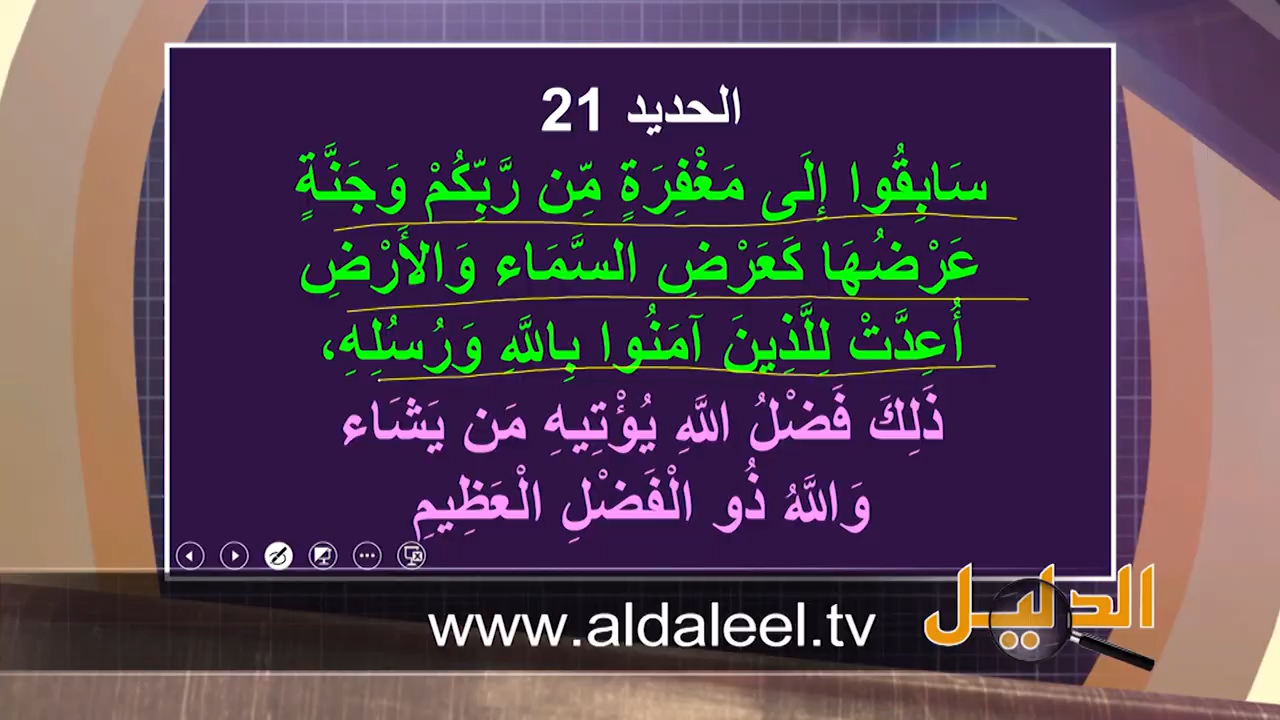 الحديد 21
سَابِقُوا إِلَى مَغْفِرَةٍ مِّن رَّبِّكُمْ وَجَنَّةٍ
عَرْضُهَا كَعَرْضِ السَّمَاء وَالأَرْضِ
أُعِدَّتْ لِلَّذِينَ آمَنُوا بِاللَّهِ وَرُسُلِهِ،
ذَلِكَ فَضْلُ اللَّهِ يُؤْتِيهِ مَن يَشَاء
وَاللَّهُ ذُو الْفَضْلِ الْعَظِيمِ
www.aldaleel.tv
الدليل